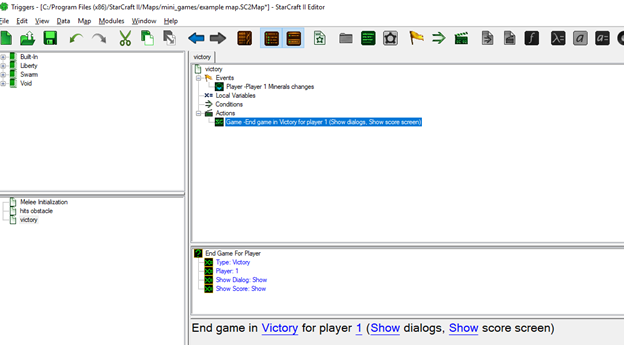 Triggers - [C:/Program Files (x86)/StarCraft II/Maps/mini_games/example map.SC2Map*] - StarCraft II Editor
File Edit View Data Map Modules Window Help
Built-In
Liberty
Swarm
Void
Melee Initialization
hits obstacle
victory
victory
victory
Events
Player -Player 1 Minerals changes
Local Variables
Conditions
Actions
Game -End game in Victory for player 1 (Show dialogs, Show score screen)
End Game For Player
Type: Victory
Player: 1
Show Dialog: Show
Show Score: Show
End game in Victory for player 1 (Show dialogs, Show score screen)